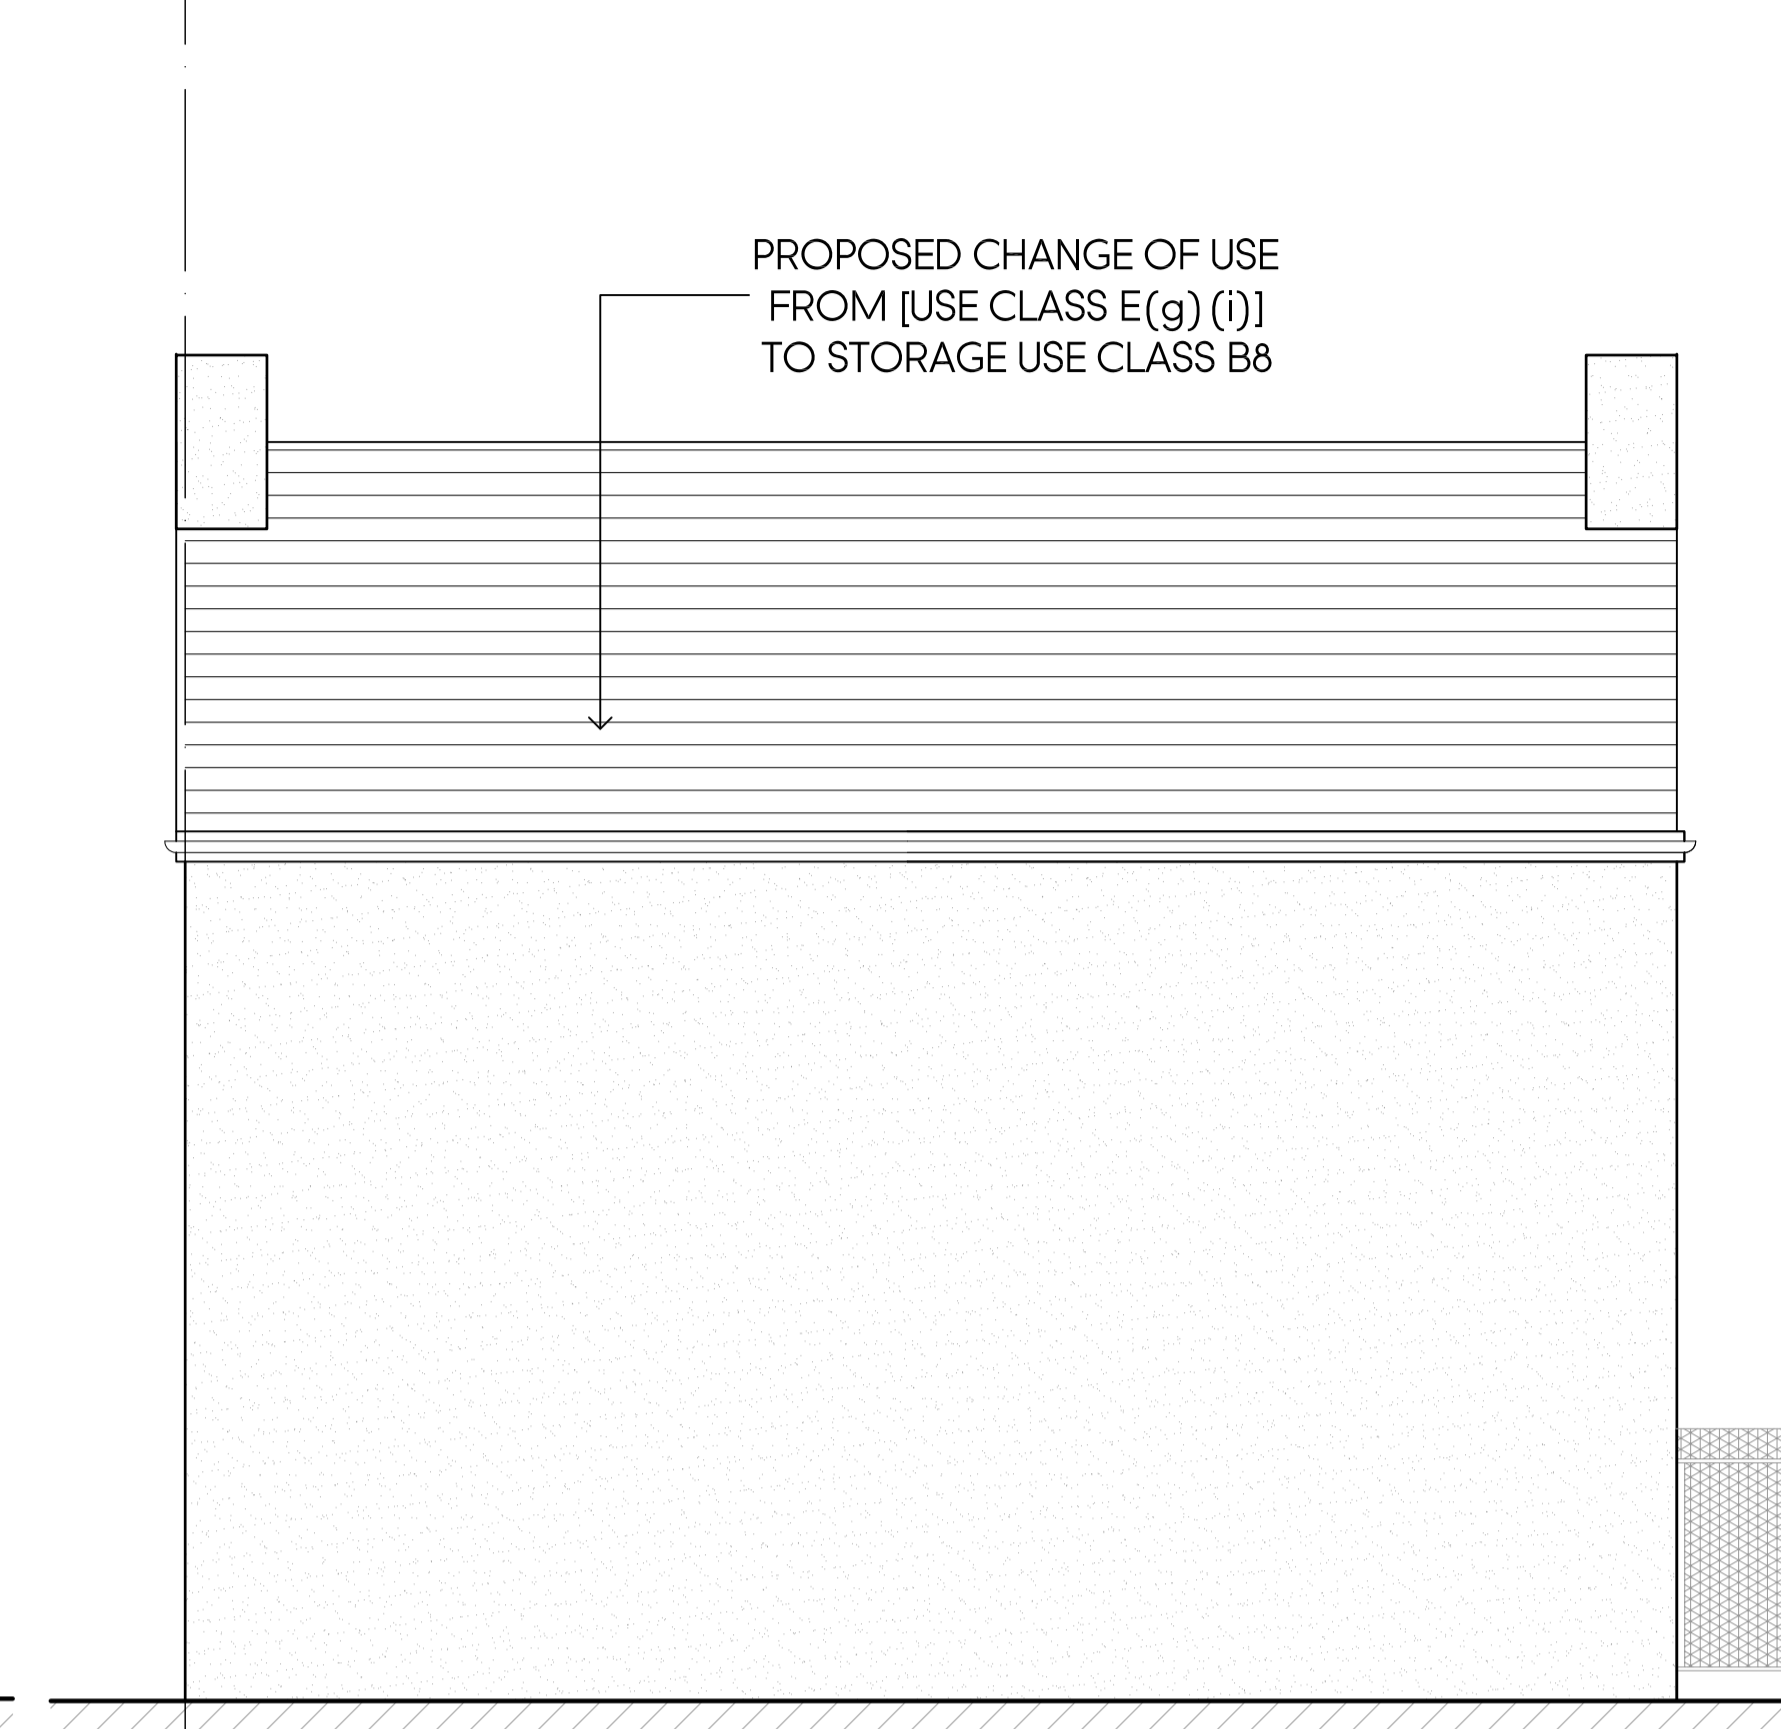 PROPOSED CHANGE OF USE
FROM [USE CLASS E(g) (i)]
TO STORAGE USE CLASS B8